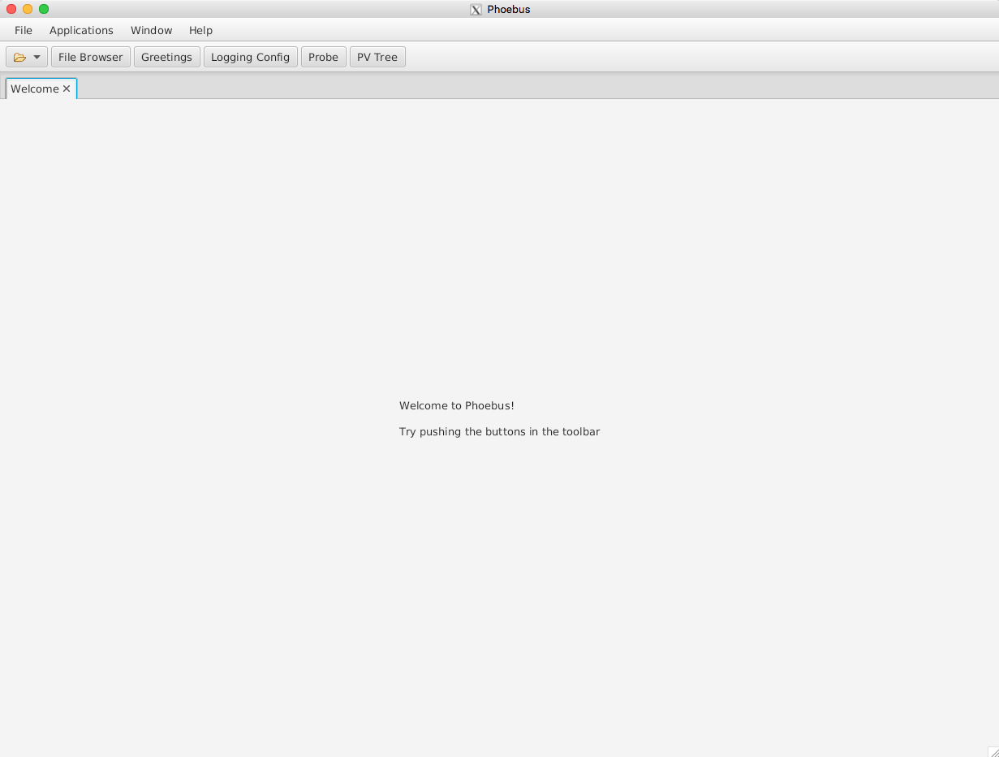 Phoebus
File Applications Window Help
File Browser Greetings Logging Config Probe PV Tree
Welcome
Welcome to Phoebus!
Try pushing the buttons in the toolbar